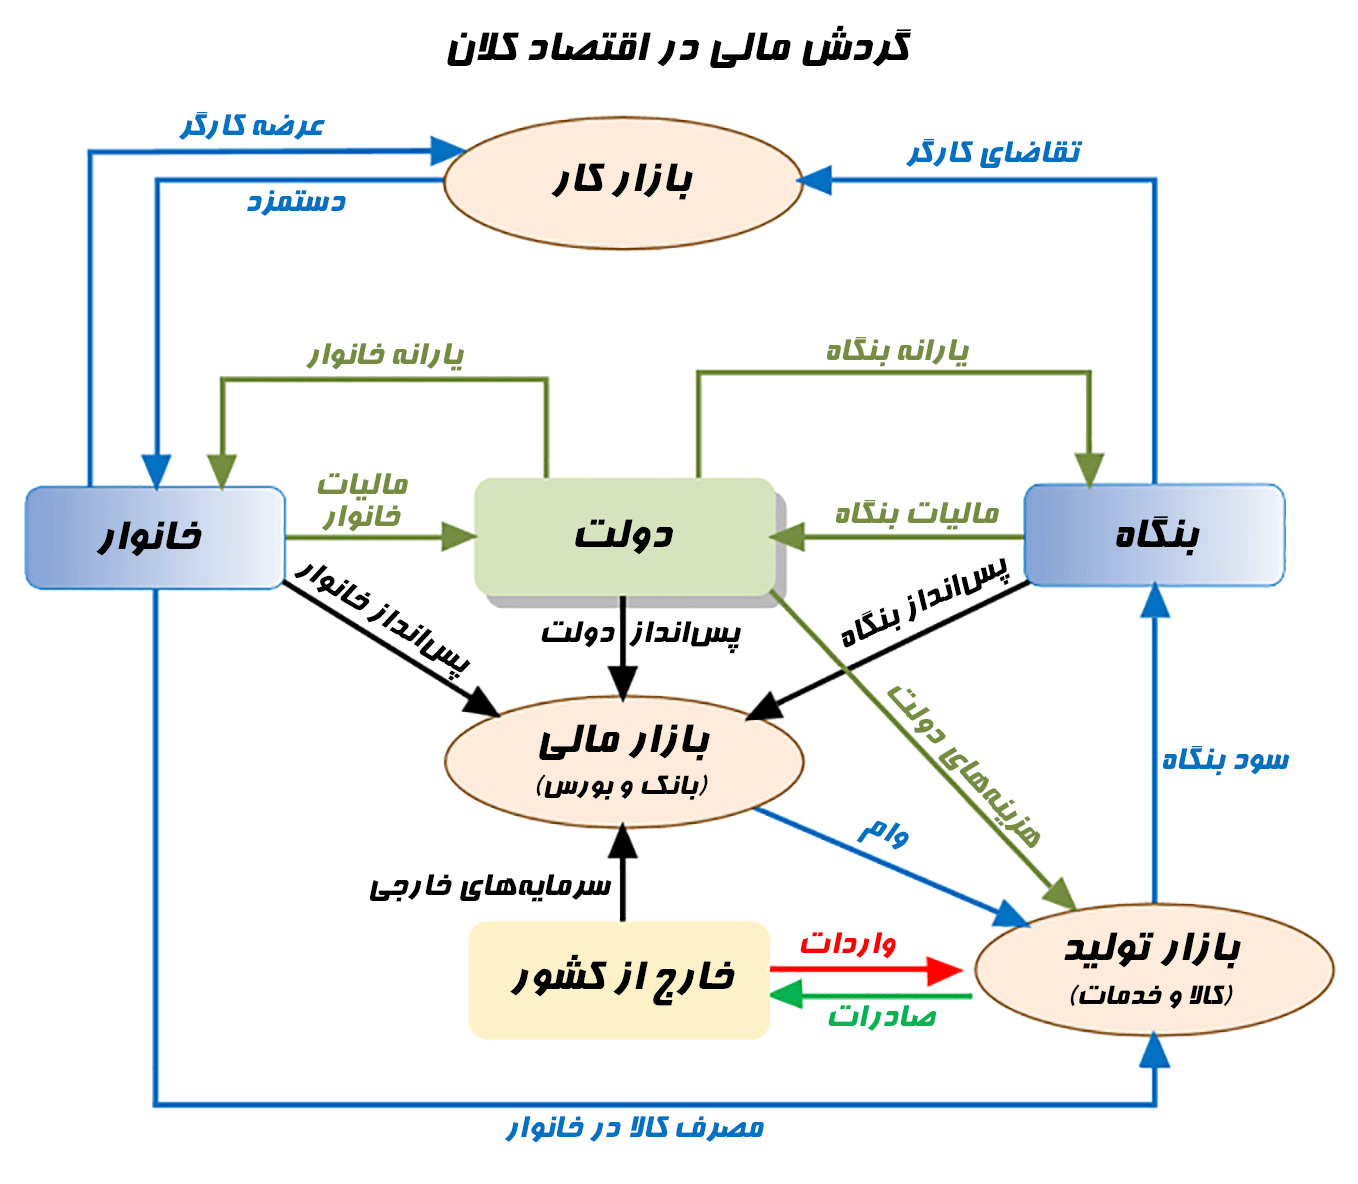 گردش مالی در اقتصاد کلان
عرضه کارگر
تقاضای کارگر
بازار کار
دستمزد
یارانه خانوار
یارانه بنگاه
مالیات
خانوار
مالیات بنگاه
خانوار
دولت
بنگاه
پس‌انداز خانوار
پس‌انداز دولت
پس‌انداز بنگاه
هزینه‌های دولت
بازار مالی
(بانک و بورس)
سود بنگاه
وام
سرمایه‌های خارجی
خارج از کشور
واردات
صادرات
بازار تولید
(کالا و خدمات)
مصرف کالا در خانوار